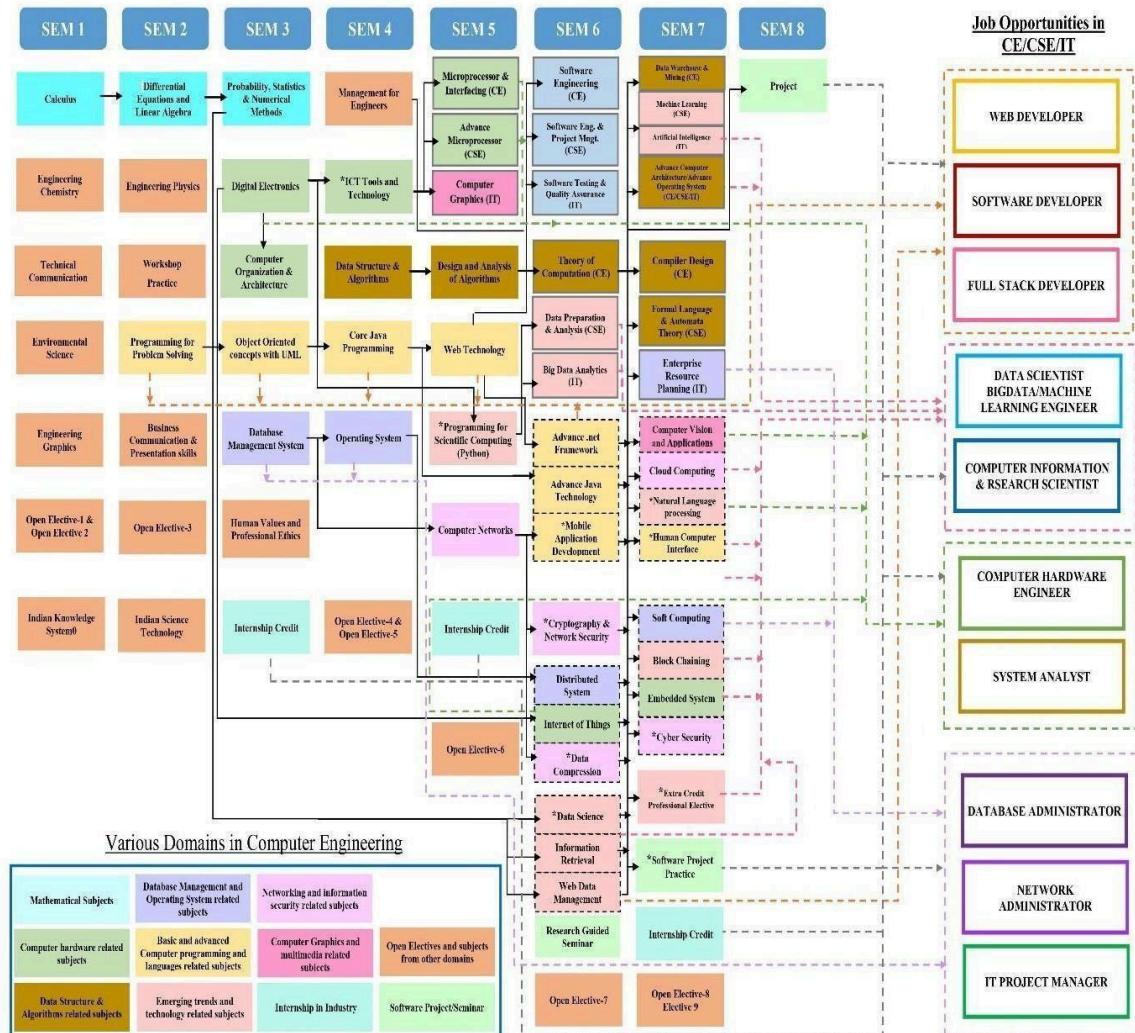 SEM 1
SEM 2
SEM 3
SEM 4
SEM 5
SEM 6
SEM 7
SEM 8
Job Opportunities in
CE/CSE/IT
Calculus
Differential
Equations and
Linear Algebra
Probability, Statistics
& Numerical
Methods
Management for
Engineers
Microprocessor &
Interfacing (CE)
Advance
Microprocessor
(CSE)
Software
Engineering
(CE)
Software Eng. &
Project Mngt.
(CSE)
Data Warehouse &
Mining (CE)
Machine Learning
(CSE)
Artificial Intelligence
(IT)
Project
WEB DEVELOPER
Engineering
Chemistry
Engineering Physics
Digital Electronics
*ICT Tools and
Technology
Computer
Graphics (IT)
Software Testing &
Quality Assurance
(IT)
Advance Computer
Architecture/Advance
Operating System
(CE/CSE/IT)
SOFTWARE
DEVELOPER
Technical
Communication
Workshop
Practice
Computer
Organization &
Architecture
Data Structure &
Algorithms
Design and Analysis
of Algorithms
Theory of
Computation (CE)
Compiler Design
(CE)
FULL STACK
DEVELOPER
Environmental
Science
Programming for
Problem Solving
Object Oriented
concepts with UML
Core Java
Programming
Web Technology
Data Preparation
& Analysis (CSE)
Big Data Analytics
(IT)
Formal Language
& Automata
Theory (CSE)
Enterprise
Resource
Planning (IT)
DATA SCIENTIST
BIGDATA/MACHINE
LEARNING ENGINEER
Engineering
Graphics
Business
Communication &
Presentation skills
Database
Management System
Operating System
*Programming for
Scientific Computing
(Python)
Advance .net
Framework
Computer Vision
and Applications
Cloud Computing
COMPUTER INFORMATION
& RSEARCH SCIENTIST
Open Elective-1 &
Open Elective 2
Open Elective-3
Human Values and
Professional Ethics
Computer Networks
Advance Java
Technology
*Mobile
Application
Development
*Natural Language
processing
*Human Computer
Interface
COMPUTER HARDWARE
ENGINEER
Indian Knowledge
System0
Indian Science
Technology
Internship Credit
Open Elective-4 &
Open Elective-5
Internship Credit
*Cryptography &
Network Security
Soft Computing
Block Chaining
SYSTEM ANALYST
Distributed
System
Internet of Things
*Data
Compression
Embedded System
*Cyber Security
Open Elective-6
*Data Science
Information
Retrieval
Web Data
Management
*Extra Credit
Professional Elective
*Software Project
Practice
DATABASE
ADMINISTRATOR
NETWORK
ADMINISTRATOR
Research Guided
Seminar
Internship Credit
IT PROJECT
MANAGER
Open Elective-7
Open Elective-8
Elective 9
Various Domains in Computer Engineering
Mathematical Subjects
Database Management and
Operating System related
subjects
Networking and information
security related subjects
Computer hardware related
subjects
Basic and advanced
Computer programming and
languages related subjects
Computer Graphics and
multimedia related
subjects
Open Electives and subjects
from other domains
Data Structure &
Algorithms related subjects
Emerging trends and
technology related subjects
Internship in Industry
Software Project/Seminar